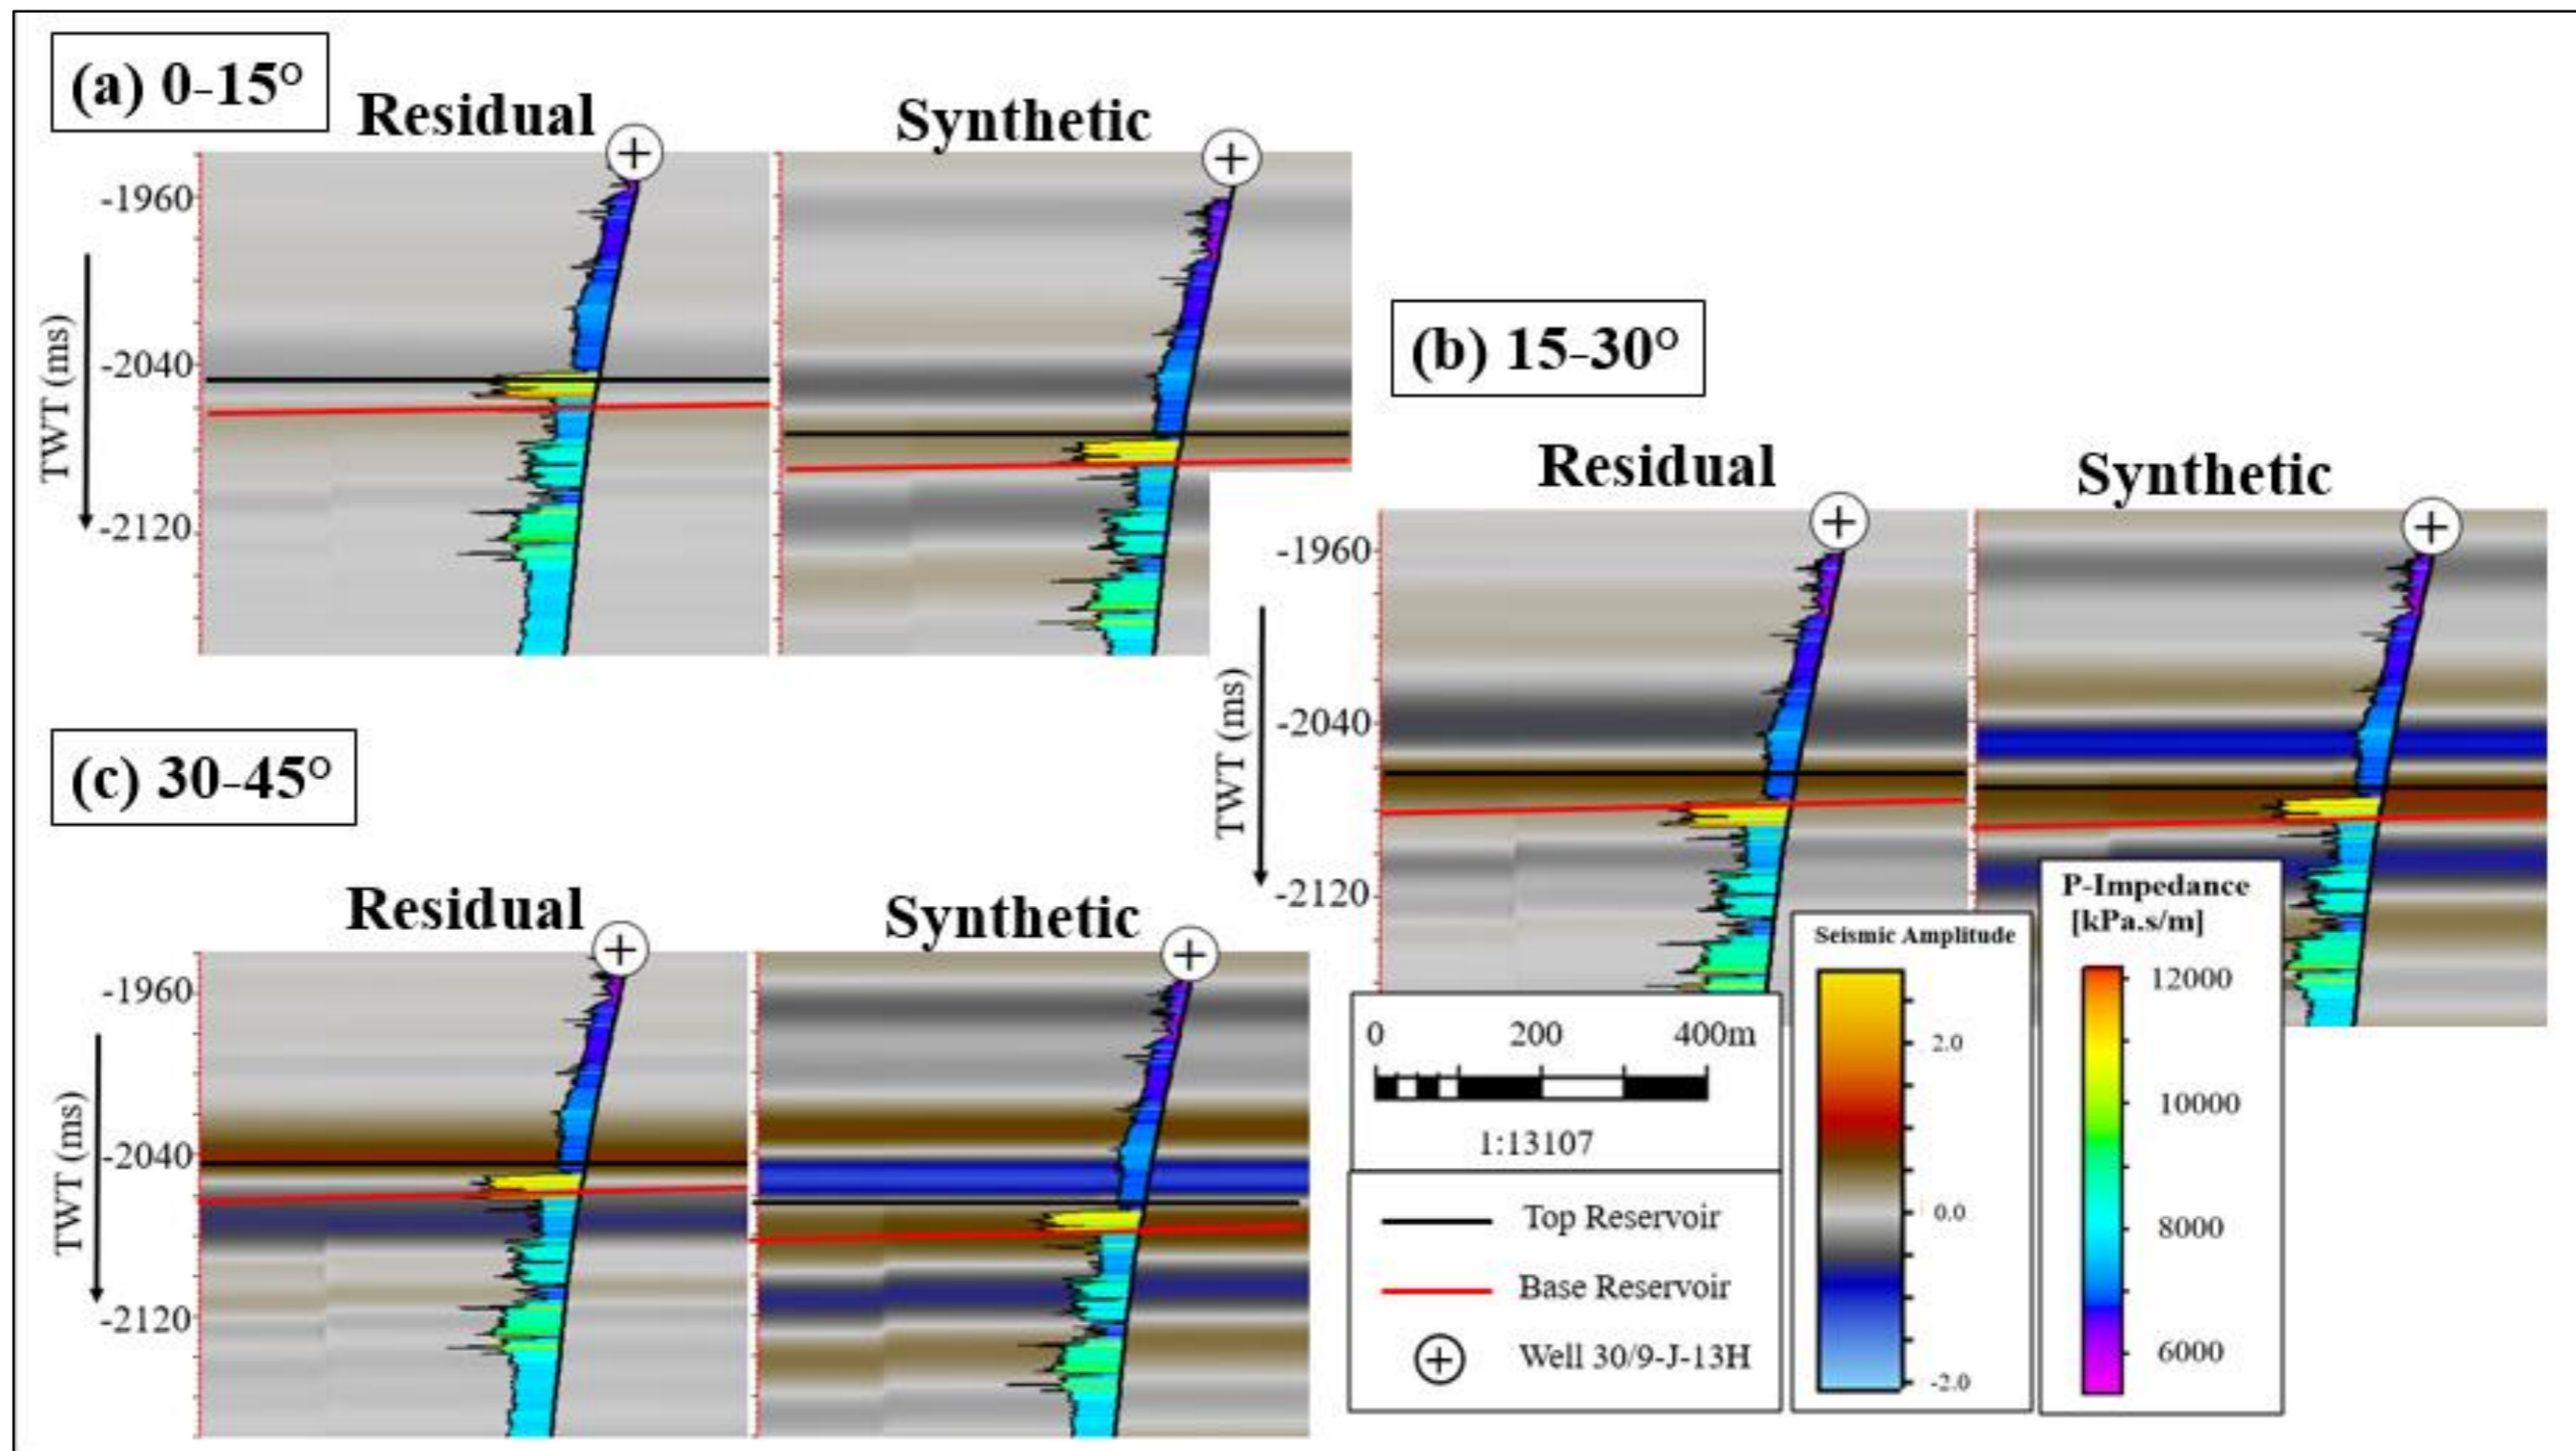 (a) 0-15°
Residual
Synthetic
-1960
-2040
-2120
TWT (ms)
(b) 15-30°
Residual
Synthetic
-1960
-2040
-2120
TWT (ms)
(c) 30-45°
Residual
Synthetic
-1960
-2040
-2120
TWT (ms)
0 200 400m
1:13107
Top Reservoir
Base Reservoir
Well 30/9-J-13H
Seismic Amplitude
2.0
0.0
-2.0
P-Impedance
[kPa.s/m]
12000
10000
8000
6000